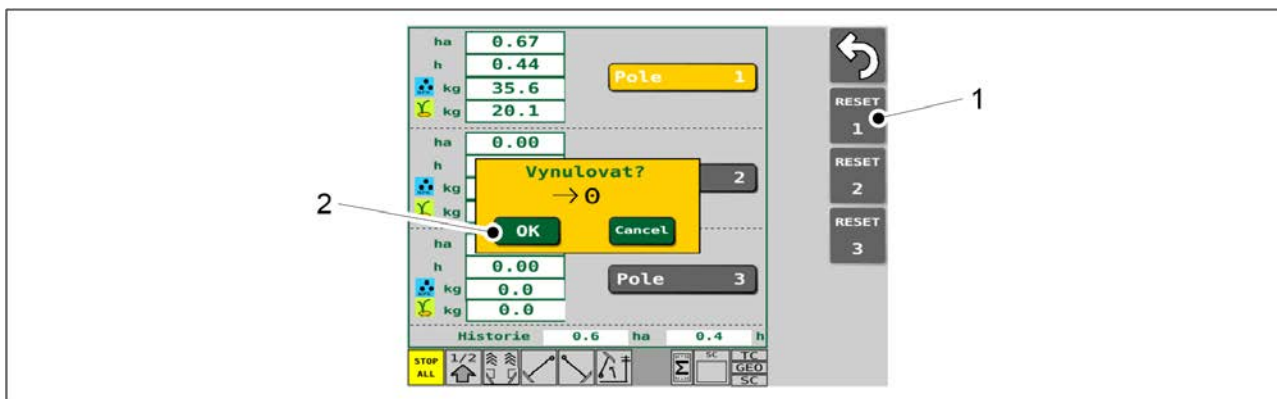 ha 0.67
h 0.44
kg 35.6
kg 20.1
Pole 1
ha 0.00
h
kg
kg
2
Vynulovat?
→0
OK
Cancel
ha
h 0.00
kg 0.0
kg 0.0
Pole 3
Historie 0.6 ha 0.4 h
STOP
ALL
1/2
Σ
SC
TC
GEO
SC
RESET
1
RESET
2
RESET
3
1
2